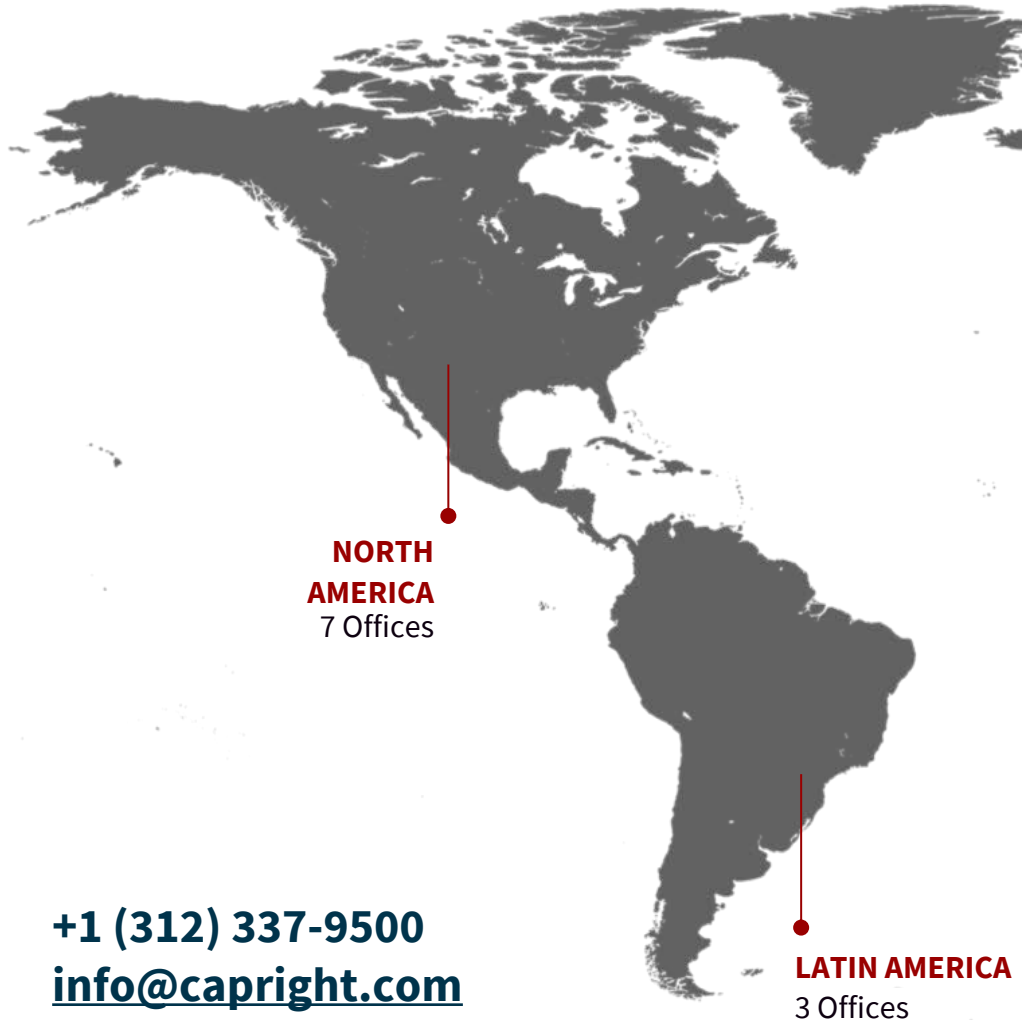 NORTH
AMERICA
7 Offices
+1 (312) 337-9500
info@capright.com
LATIN AMERICA
3 Offices